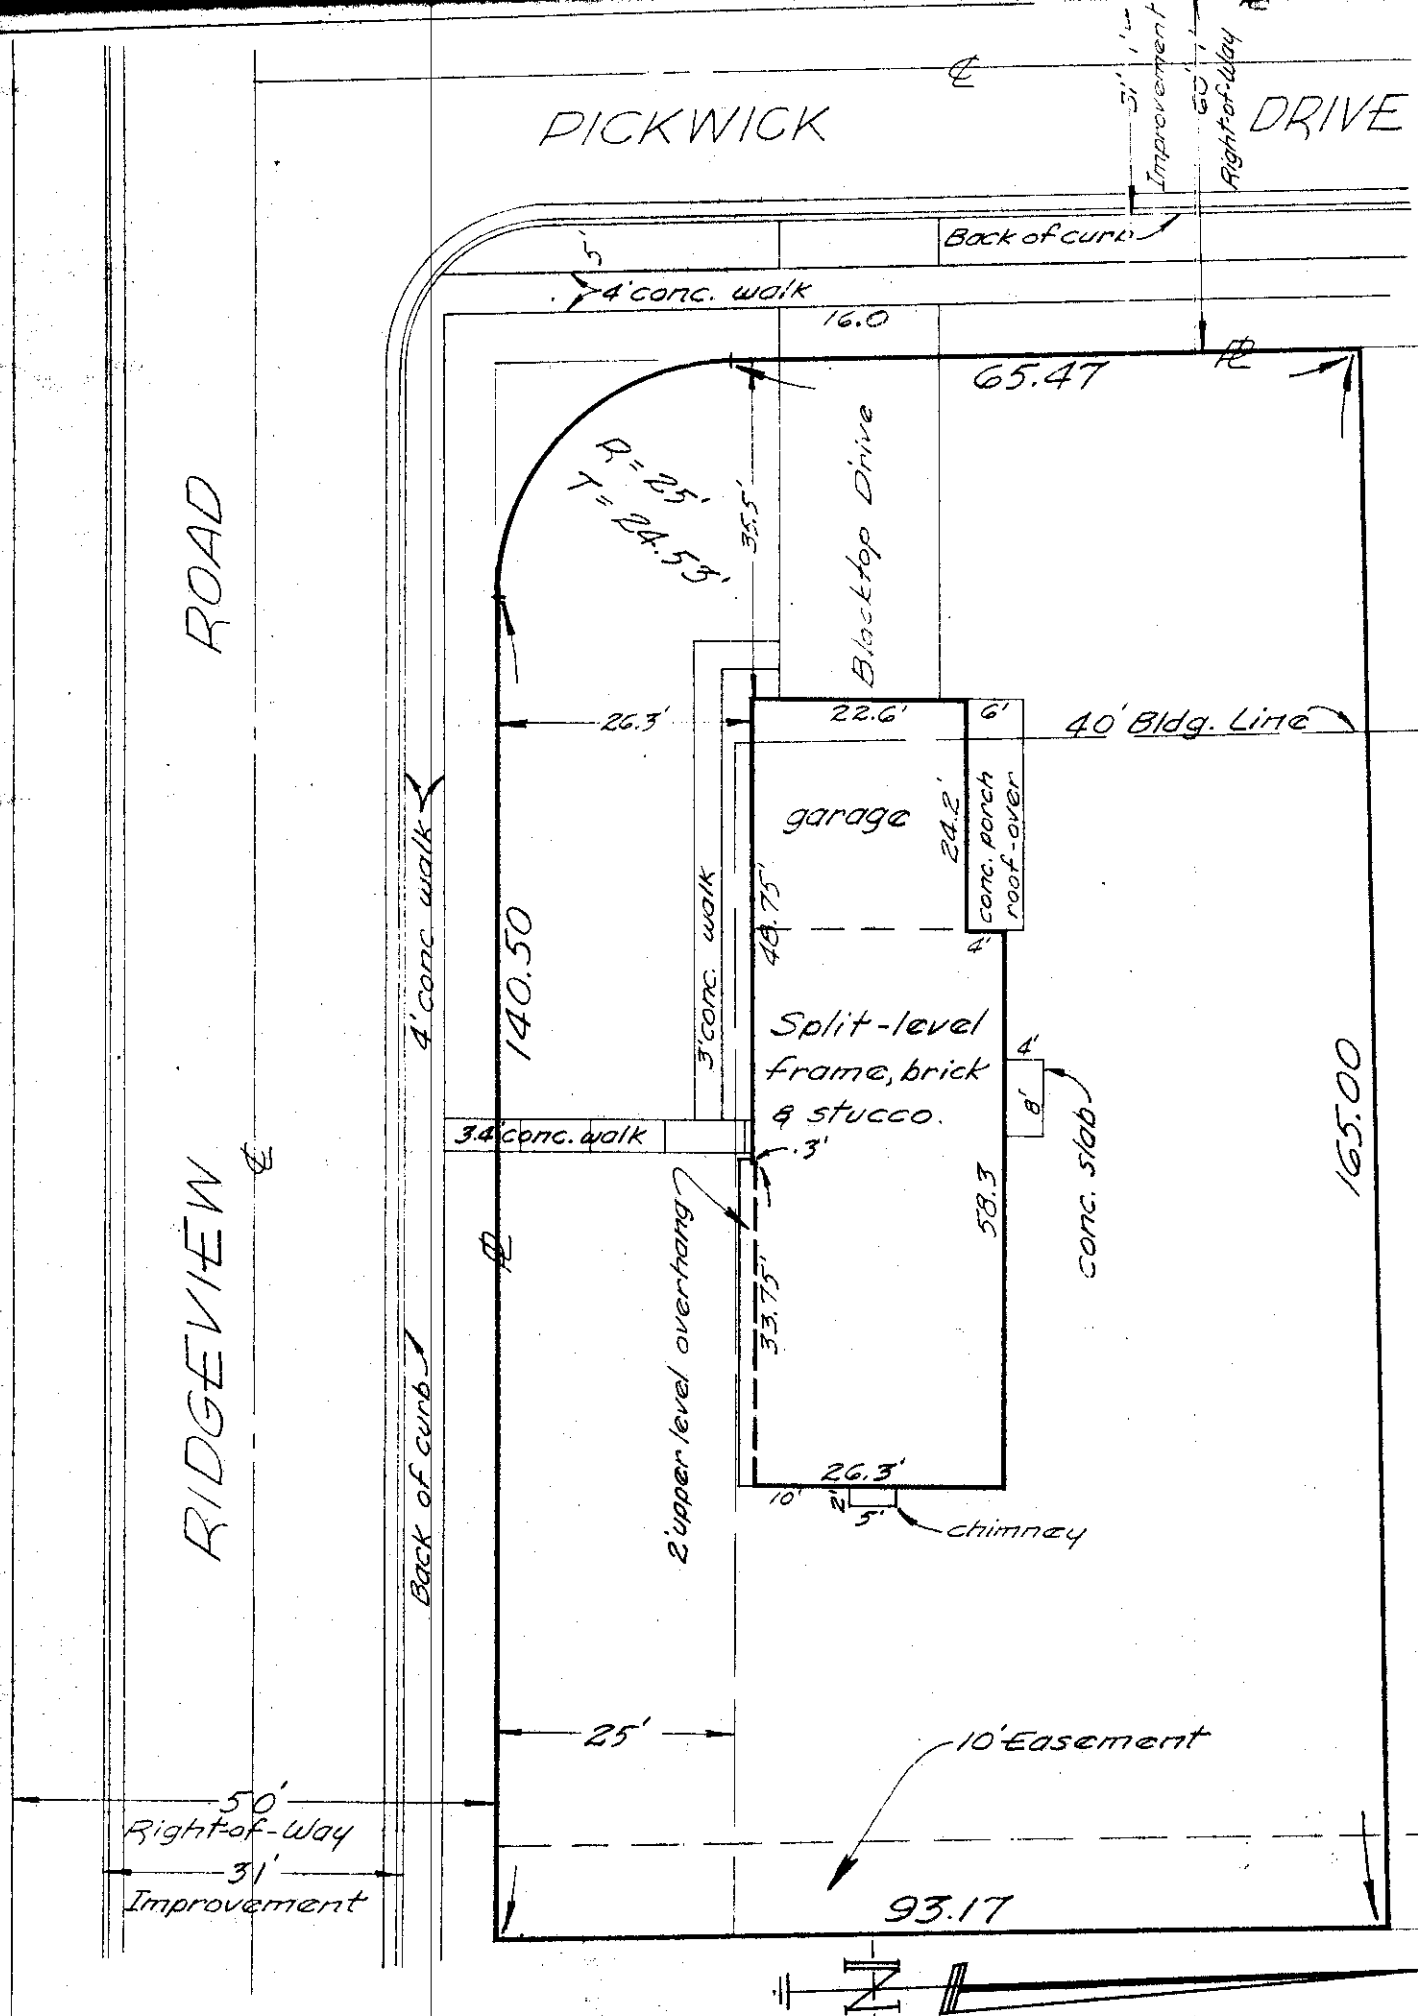 31'
Improvement
60'
Right-of-Way
℄
PICKWICK DRIVE
Back of curb
5'
4' conc. walk
16.0
65.47
℄
R = 25'
T = 24.53'
35.5'
Blacktop Drive
ROAD
26.3'
22.6'
6'
40' Bldg. Line
garage
24.2'
conc. porch
roof-over
4' conc. walk
140.50
3' conc. walk
48.75'
4'
Split-level
frame, brick
& stucco.
4'
8'
conc. slab
165.00
3.4' conc. walk
.3'
58.3
RIDGEVIEW
℄
℄
2' upper level overhang
33.75'
Back of curb
26.3'
10'
2'
5'
chimney
25'
10' Easement
50'
Right-of-Way
31'
Improvement
93.17
N